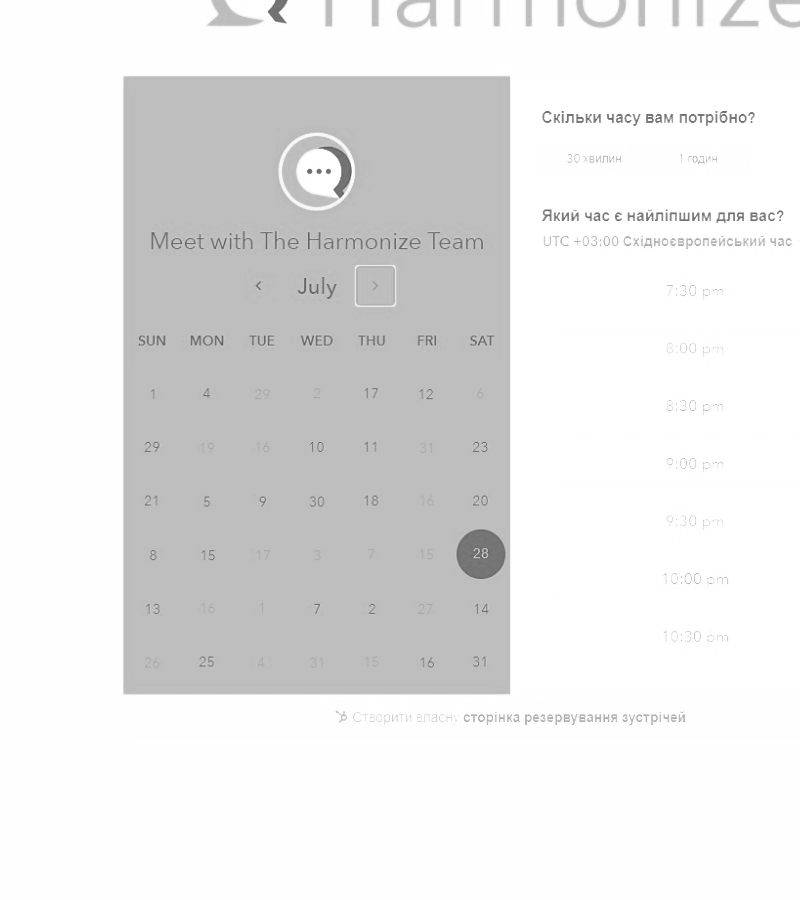 Harmonize
Meet with The Harmonize Team
July
SUN MON TUE WED THU FRI SAT
1 4 29 2 17 12 6
29 19 16 10 11 31 23
21 5 9 30 18 16 20
8 15 17 3 7 15 28
13 16 1 7 2 27 14
26 25 4 31 15 16 31
Скільки часу вам потрібно?
30 хвилин 1 годин
Який час є найліпшим для вас?
UTC +03:00 Східноєвропейський час
7:30 pm
8:00 pm
8:30 pm
9:00 pm
9:30 pm
10:00 pm
10:30 pm
Створити власну сторінка резервування зустрічей